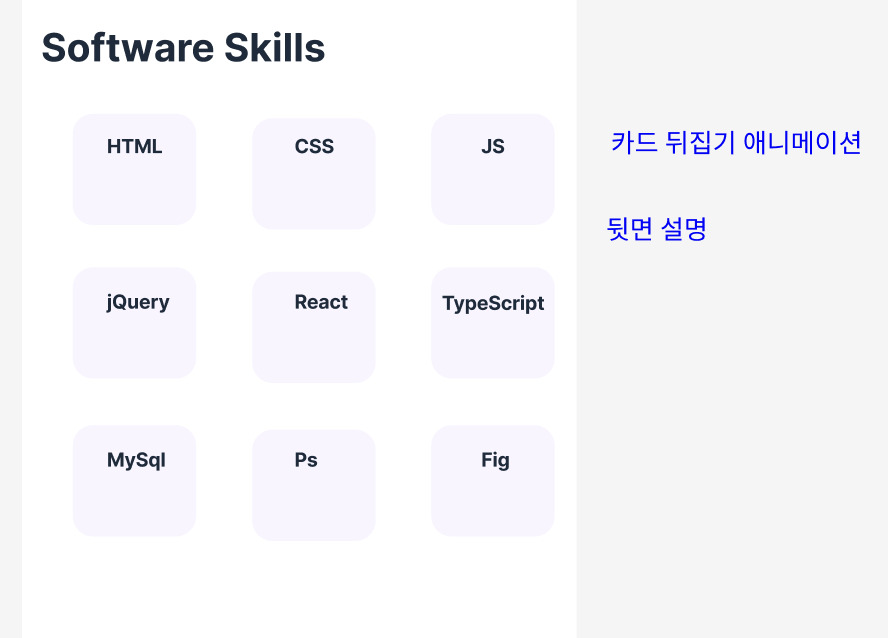 Software Skills
HTML
CSS
JS
카드 뒤집기 애니메이션
뒷면 설명
jQuery
React
TypeScript
MySql
Ps
Fig